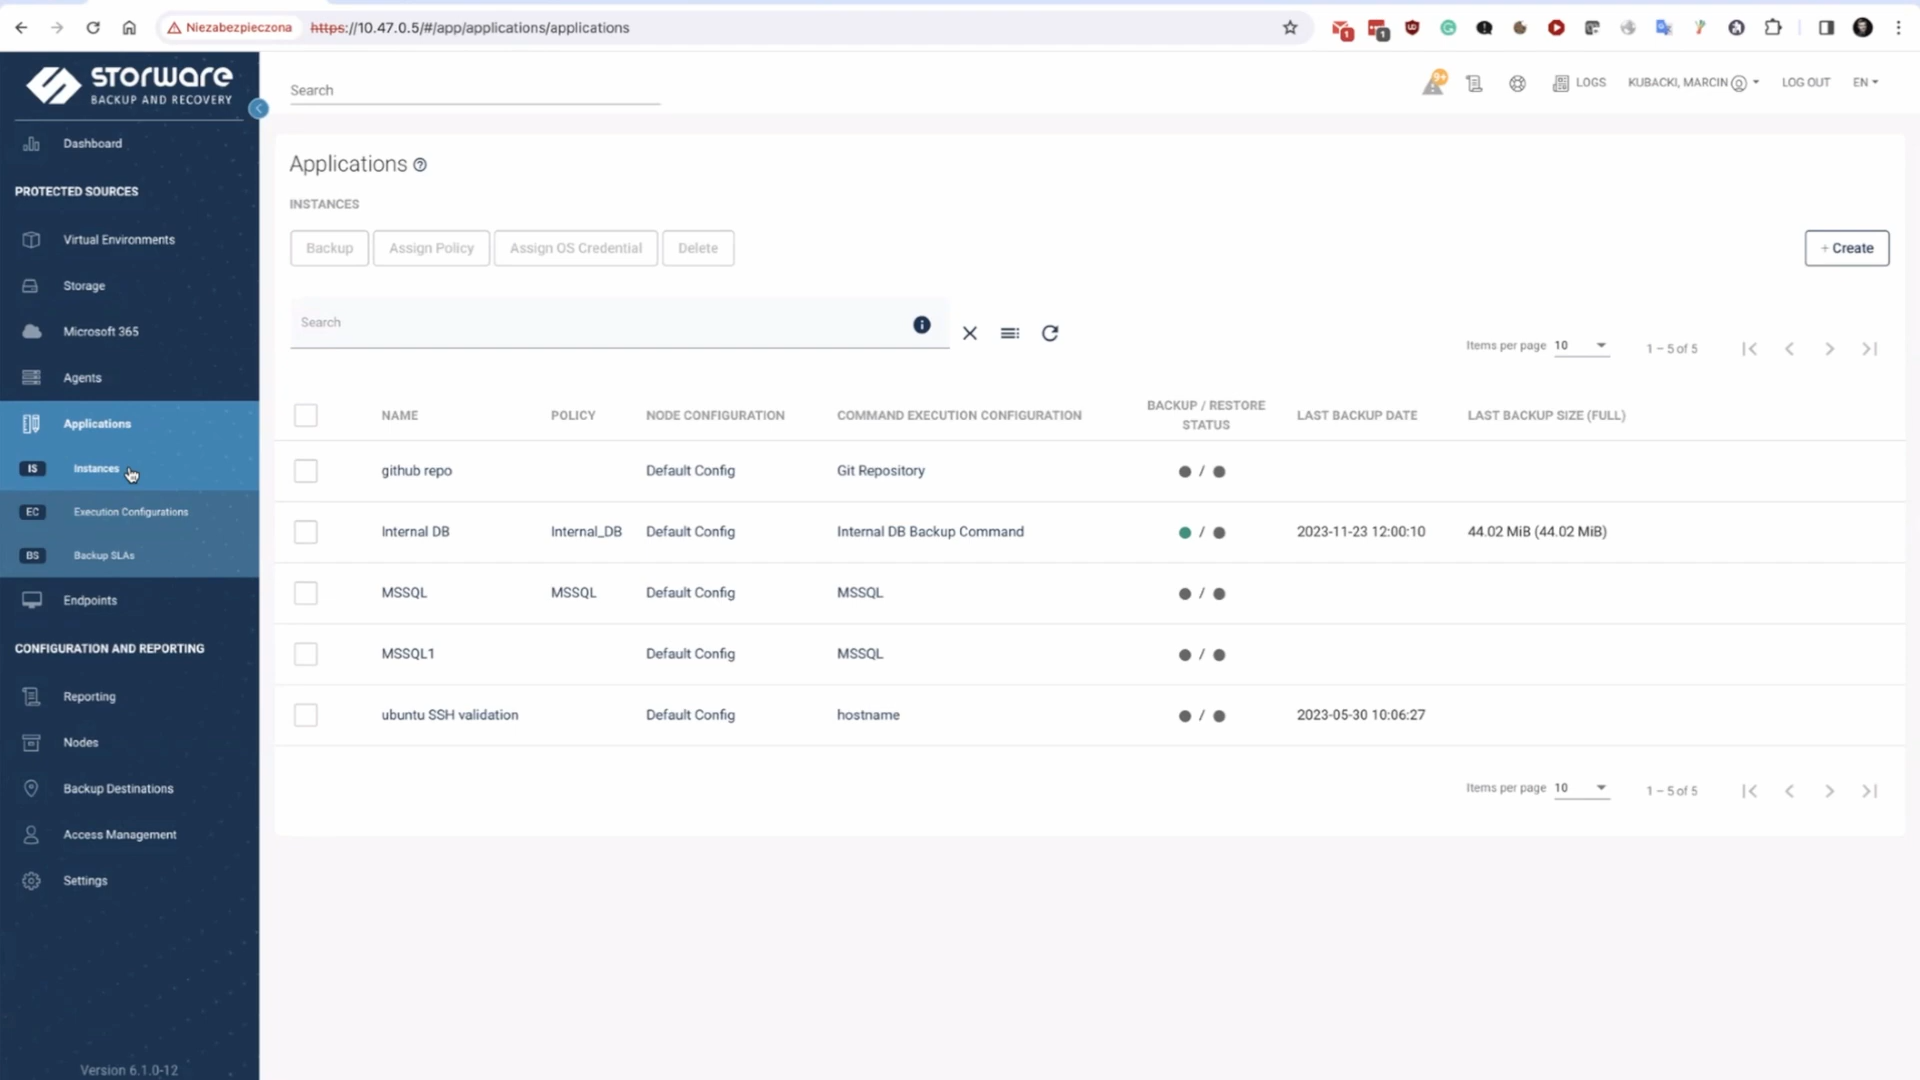 Niezabezpieczona
https://10.47.0.5/#/app/applications/applications
1
1
STORWARE
BACKUP AND RECOVERY
Search
9+
LOGS
KUBACKI, MARCIN
LOG OUT
EN
Dashboard
PROTECTED SOURCES
Virtual Environments
Storage
Microsoft 365
Agents
Applications
IS Instances
EC Execution Configurations
BS Backup SLAs
Endpoints
CONFIGURATION AND REPORTING
Reporting
Nodes
Backup Destinations
Access Management
Settings
Version 6.1.0-12
Applications
INSTANCES
Backup
Assign Policy
Assign OS Credential
Delete
+ Create
Search
Items per page 10
1 – 5 of 5
NAME POLICY NODE CONFIGURATION COMMAND EXECUTION CONFIGURATION BACKUP / RESTORE STATUS LAST BACKUP DATE LAST BACKUP SIZE (FULL)
github repo Default Config Git Repository /
Internal DB Internal_DB Default Config Internal DB Backup Command / 2023-11-23 12:00:10 44.02 MiB (44.02 MiB)
MSSQL MSSQL Default Config MSSQL /
MSSQL1 Default Config MSSQL /
ubuntu SSH validation Default Config hostname / 2023-05-30 10:06:27
Items per page 10
1 – 5 of 5